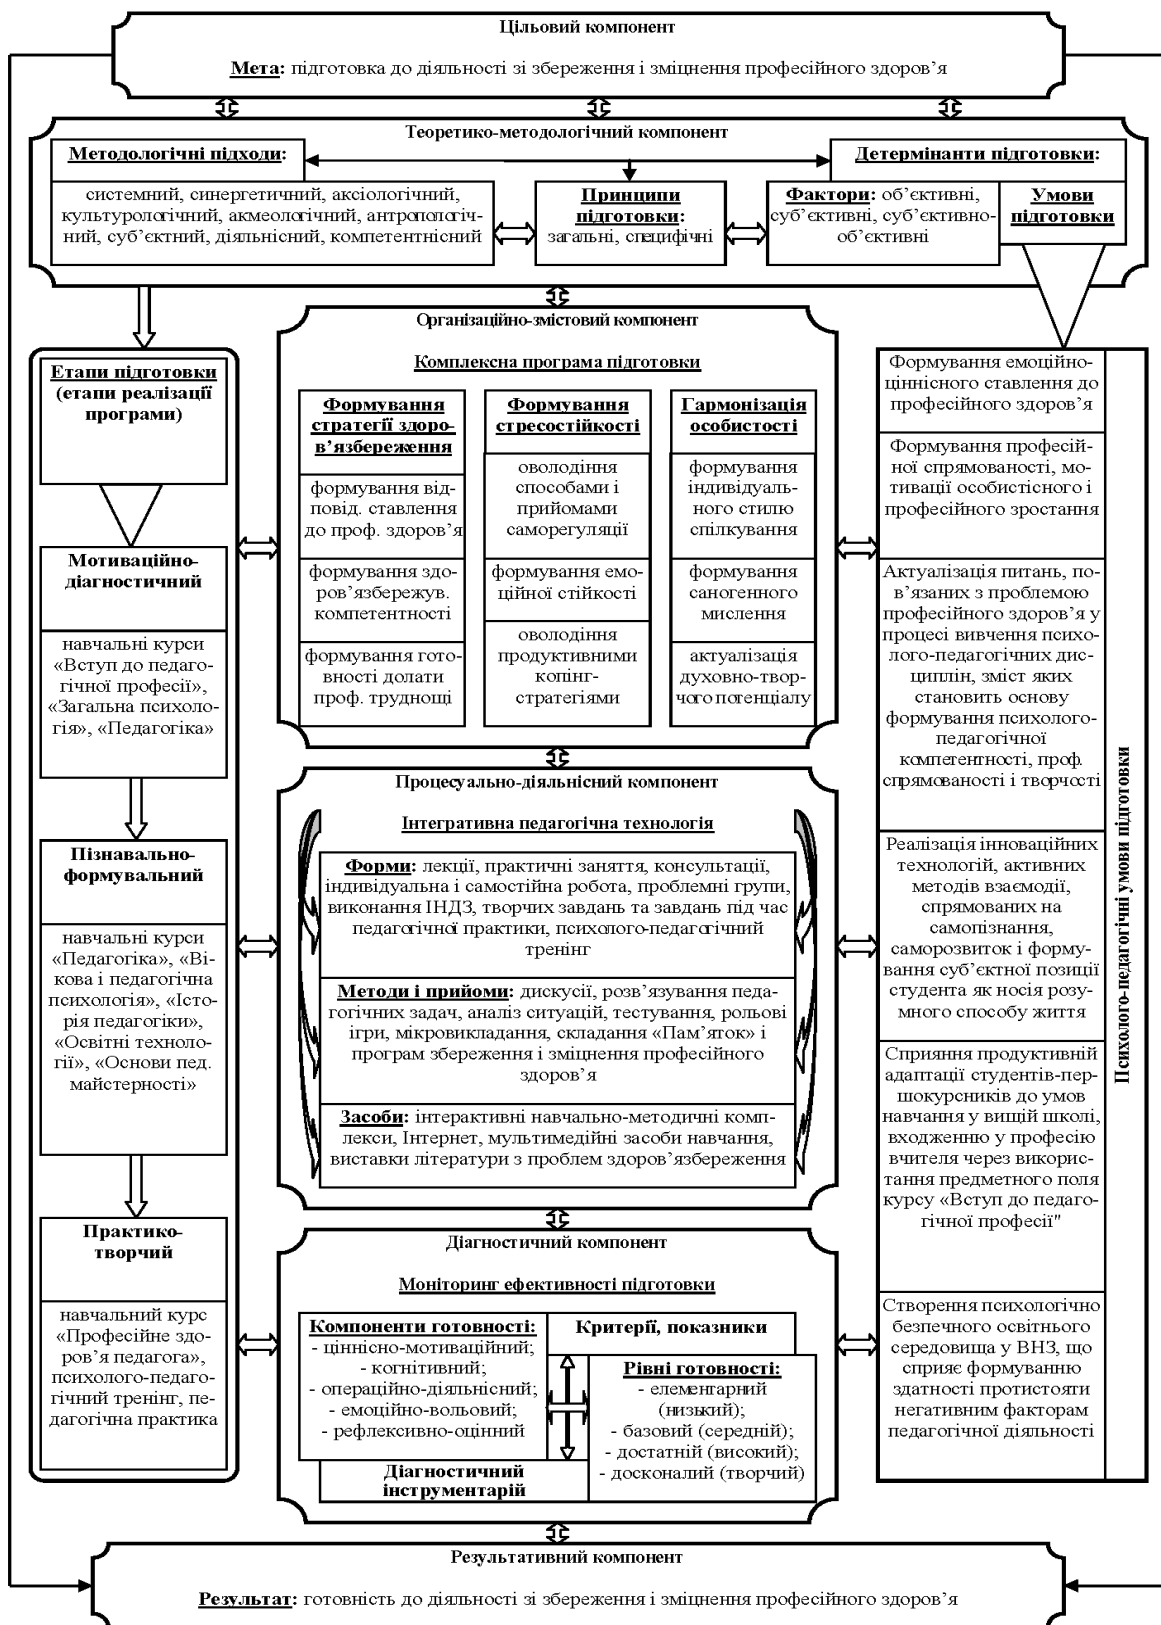 Цільовий компонент
Мета: підготовка до діяльності зі збереження і зміцнення професійного здоров'я
Теоретико-методологічний компонент
Методологічні підходи:
системний, синергетичний, аксіологічний,
культурологічний, акмеологічний, антропологіч-
ний, суб'єктний, діяльнісний, компетентнісний
Принципи
підготовки:
загальні, специфічні
Детермінанти підготовки:
Фактори: об'єктивні,
суб'єктивні, суб'єктивно-
об'єктивні
Умови
підготовки
Етапи підготовки
(етапи реалізації
програми)
Мотиваційно-
діагностичний
навчальні курси
«Вступ до педаго-
гічної професії»,
«Загальна психоло-
гія», «Педагогіка»
Пізнавально-
формувальний
навчальні курси
«Педагогіка», «Ві-
кова і педагогічна
психологія», «Істо-
рія педагогіки»,
«Освітні техноло-
гії», «Основи пед.
майстерності»
Практико-
творчий
навчальний курс
«Професійне здо-
ров'я педагога»,
психолого-педаго-
гічний тренінг, пе-
дагогічна практика
Організаційно-змістовий компонент
Комплексна програма підготовки
Формування
стратегії здоро-
в'язбереження
формування від-
повід. ставлення
до проф. здоров'я
формування здо-
ров'язбережув.
компетентності
формування гото-
вності долати
проф. труднощі
Формування
стресостійкості
оволодіння
способами і
прийомами
саморегуляції
формування емо-
ційної стійкості
оволодіння
продуктивними
копінг-
стратегіями
Гармонізація
особистості
формування
індивідуаль-
ного стилю
спілкування
формування
саногенного
мислення
актуалізація
духовно-твор-
чого потенціалу
Процесуально-діяльнісний компонент
Інтегративна педагогічна технологія
Форми: лекції, практичні заняття, консультації,
індивідуальна і самостійна робота, проблемні групи,
виконання ІНДЗ, творчих завдань та завдань під час
педагогічної практики, психолого-педагогічний
тренінг
Методи і прийоми: дискусії, розв'язування педа-
гогічних задач, аналіз ситуацій, тестування, рольові
ігри, мікровикладання, складання «Пам'яток» і
програм збереження і зміцнення професійного
здоров'я
Засоби: інтерактивні навчально-методичні комп-
лекси, Інтернет, мультимедійні засоби навчання,
виставки літератури з проблем здоров'язбереження
Діагностичний компонент
Моніторинг ефективності підготовки
Компоненти готовності:
- ціннісно-мотиваційний;
- когнітивний;
- операційно-діяльнісний;
- емоційно-вольовий;
- рефлексивно-оцінний
Критерії, показники
Рівні готовності:
- елементарний
(низький);
- базовий (середній);
- достатній (високий);
- досконалий (творчий)
Діагностичний
інструментарій
Формування емоційно-
ціннісного ставлення до
професійного здоров'я
Формування професій-
ної спрямованості, мо-
тивації особистісного і
професійного зростання
Актуалізація питань, по-
в'язаних з проблемою
професійного здоров'я у
процесі вивчення психо-
лого-педагогічних дис-
циплін, зміст яких
становить основу
формування психолого-
педагогічної
компетентності, проф.
спрямованості і творчості
Реалізація інноваційних
технологій, активних
методів взаємодії,
спрямованих на
самопізнання,
саморозвиток і форму-
вання суб'єктної позиції
студента як носія розу-
много способу життя
Сприяння продуктивній
адаптації студентів-пер-
шокурсників до умов
навчання у вищій школі,
входженню у професію
вчителя через викорис-
тання предметного поля
курсу «Вступ до педаго-
гічної професії"
Створення психологічно
безпечного освітнього
середовища у ВНЗ, що
сприяє формуванню
здатності протистояти
негативним факторам
педагогічної діяльності
Психолого-педагогічні умови підготовки
Результативний компонент
Результат: готовність до діяльності зі збереження і зміцнення професійного здоров'я